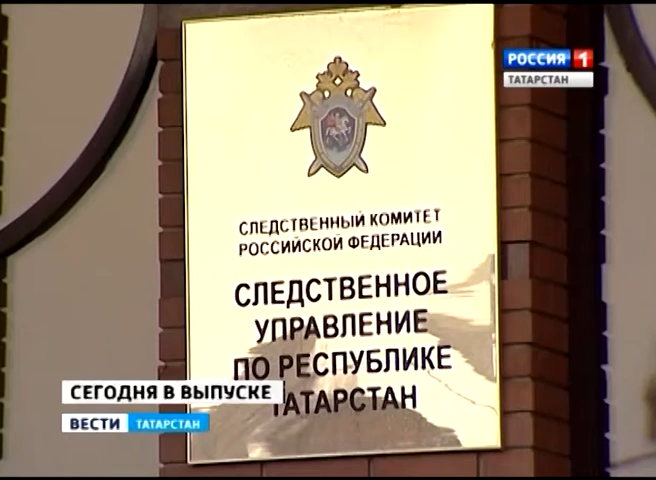 РОССИЯ 1
ТАТАРСТАН
СЛЕДСТВЕННЫЙ КОМИТЕТ
РОССИЙСКОЙ ФЕДЕРАЦИИ
СЛЕДСТВЕННОЕ
УПРАВЛЕНИЕ
ПО РЕСПУБЛИКЕ
ТАТАРСТАН
СЕГОДНЯ В ВЫПУСКЕ
ВЕСТИ ТАТАРСТАН